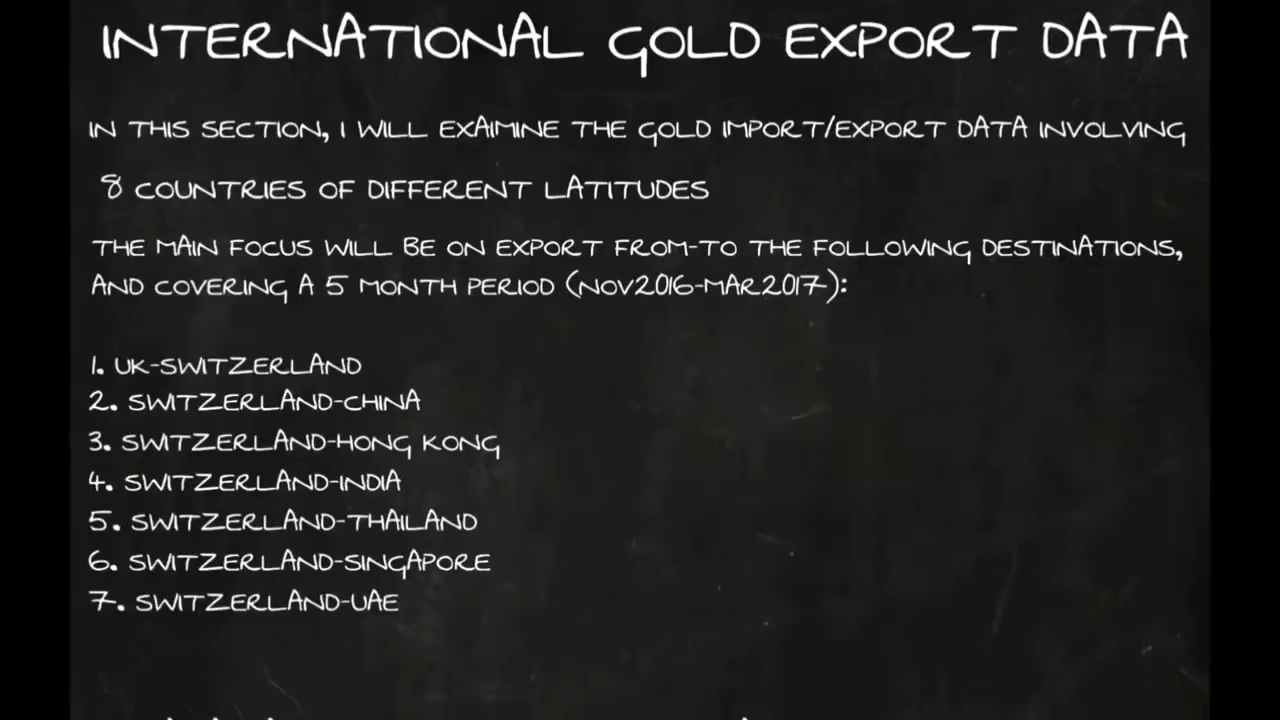 INTERNATIONAL GOLD EXPORT DATA
IN THIS SECTION, I WILL EXAMINE THE GOLD IMPORT/EXPORT DATA INVOLVING
8 COUNTRIES OF DIFFERENT LATITUDES
THE MAIN FOCUS WILL BE ON EXPORT FROM-TO THE FOLLOWING DESTINATIONS,
AND COVERING A 5 MONTH PERIOD (NOV2016-MAR2017):
1. UK-SWITZERLAND
2. SWITZERLAND-CHINA
3. SWITZERLAND-HONG KONG
4. SWITZERLAND-INDIA
5. SWITZERLAND-THAILAND
6. SWITZERLAND-SINGAPORE
7. SWITZERLAND-UAE